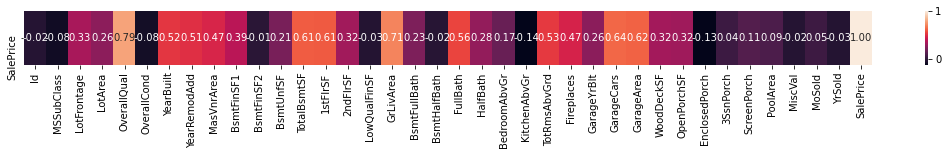 SalePrice
-0.02 -0.08 0.33 0.26 0.79 -0.08 0.52 0.51 0.47 0.39 -0.01 0.21 0.61 0.61 0.32 -0.03 0.71 0.23 -0.02 0.56 0.28 0.17 -0.14 0.53 0.47 0.26 0.64 0.62 0.32 0.32 -0.13 0.04 0.11 0.09 -0.02 0.05 -0.03 1.00
Id
MSSubClass
LotFrontage
LotArea
OverallQual
OverallCond
YearBuilt
YearRemodAdd
MasVnrArea
BsmtFinSF1
BsmtFinSF2
BsmtUnfSF
TotalBsmtSF
1stFlrSF
2ndFlrSF
LowQualFinSF
GrLivArea
BsmtFullBath
BsmtHalfBath
FullBath
HalfBath
BedroomAbvGr
KitchenAbvGr
TotRmsAbvGrd
Fireplaces
GarageYrBlt
GarageCars
GarageArea
WoodDeckSF
OpenPorchSF
EnclosedPorch
3SsnPorch
ScreenPorch
PoolArea
MiscVal
MoSold
YrSold
SalePrice
1
0